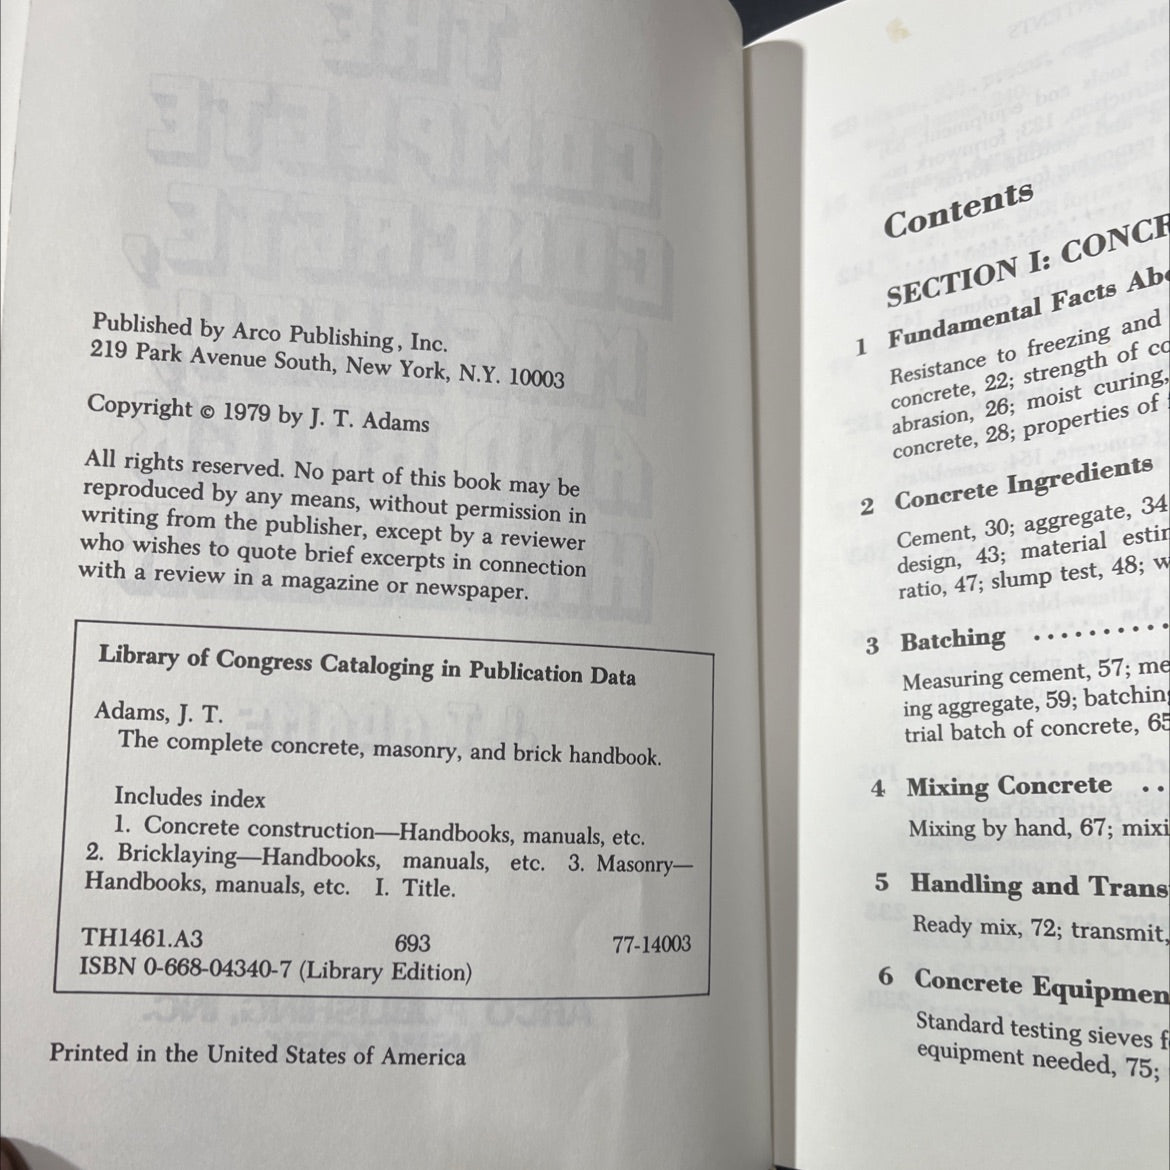 Published by Arco Publishing, Inc.
219 Park Avenue South, New York, N.Y. 10003
Copyright © 1979 by J. T. Adams
All rights reserved. No part of this book may be
reproduced by any means, without permission in
writing from the publisher, except by a reviewer
who wishes to quote brief excerpts in connection
with a review in a magazine or newspaper.
Library of Congress Cataloging in Publication Data
Adams, J. T.
The complete concrete, masonry, and brick handbook.
Includes index
1. Concrete construction—Handbooks, manuals, etc.
2. Bricklaying—Handbooks, manuals, etc. 3. Masonry—
Handbooks, manuals, etc. I. Title.
TH1461.A3 693 77-14003
ISBN 0-668-04340-7 (Library Edition)
Printed in the United States of America
Contents
SECTION I: CONCR
1 Fundamental Facts Abo
Resistance to freezing and
concrete, 22; strength of co
abrasion, 26; moist curing,
concrete, 28; properties of
2 Concrete Ingredients
Cement, 30; aggregate, 34
design, 43; material estim
ratio, 47; slump test, 48; w
3 Batching ..........
Measuring cement, 57; me
ing aggregate, 59; batching
trial batch of concrete, 65
4 Mixing Concrete ..
Mixing by hand, 67; mixi
5 Handling and Trans
Ready mix, 72; transmit,
6 Concrete Equipmen
Standard testing sieves f
equipment needed, 75;